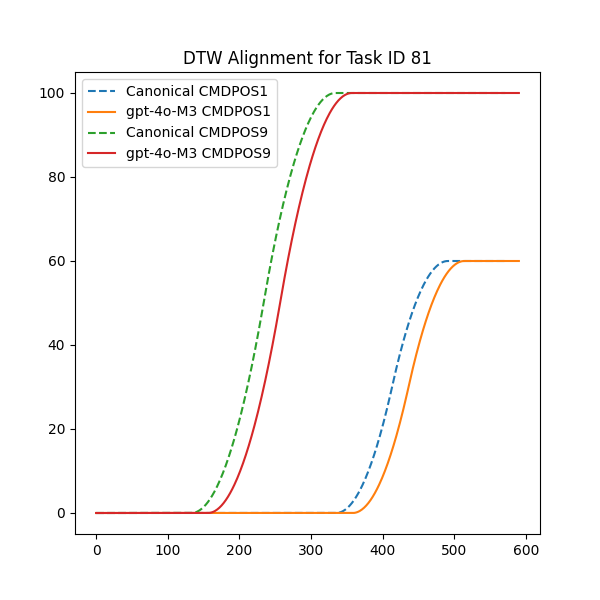 DTW Alignment for Task ID 81
Canonical CMDPOS1
gpt-4o-M3 CMDPOS1
Canonical CMDPOS9
gpt-4o-M3 CMDPOS9
100
80
60
40
20
0
0 100 200 300 400 500 600